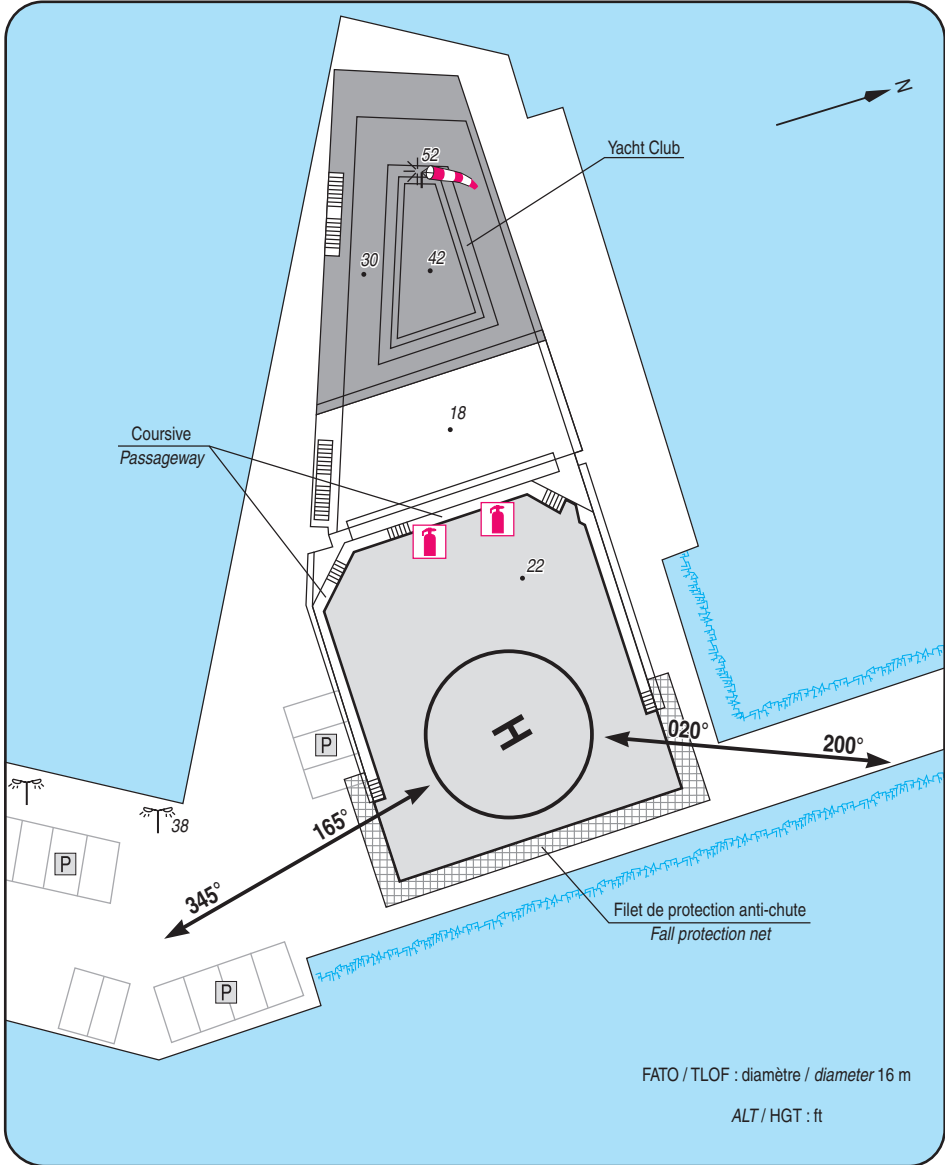 N
Yacht Club
52
30
42
18
Coursive
Passageway
22
H
P
020°
200°
38
165°
P
345°
Filet de protection anti-chute
Fall protection net
P
FATO / TLOF : diamètre / diameter 16 m
ALT / HGT : ft